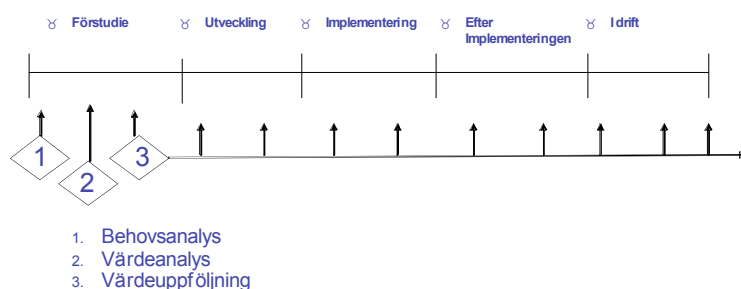 Förstudie
Utveckling
Implementering
Efter
Implementeringen
I drift
1
2
3
1. Behovsanalys
2. Värdeanalys
3. Värdeuppföljning